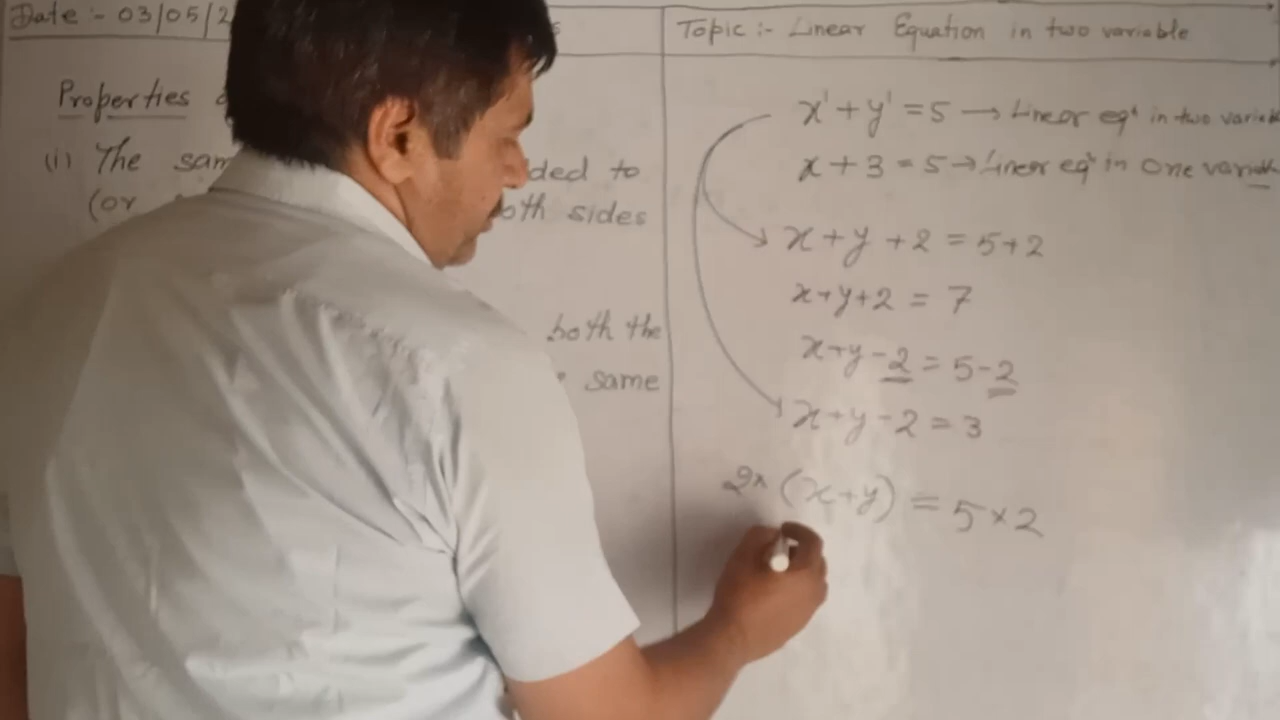 Date :- 03/05/2
Topic :- Linear Equation in two variable
Properties
(i) The sam ded to
(or oth sides
both the
same
x¹ + y¹ = 5 → Linear eqⁿ in two variable
x + 3 = 5 → Linear eqⁿ in One variable
x + y + 2 = 5 + 2
x + y + 2 = 7
x + y - 2 = 5 - 2
x + y - 2 = 3
2 × (x + y) = 5 × 2